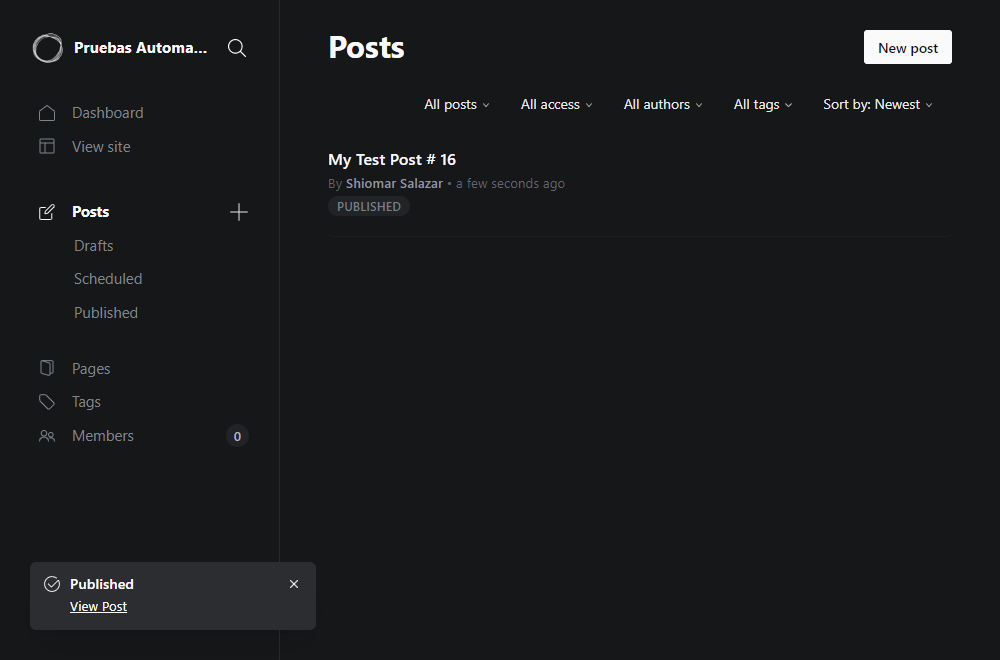 Pruebas Automa...
Dashboard
View site
Posts
Drafts
Scheduled
Published
Pages
Tags
Members 0
Posts
New post
All posts All access All authors All tags Sort by: Newest
My Test Post # 16
By Shiomar Salazar • a few seconds ago
PUBLISHED
Published
View Post